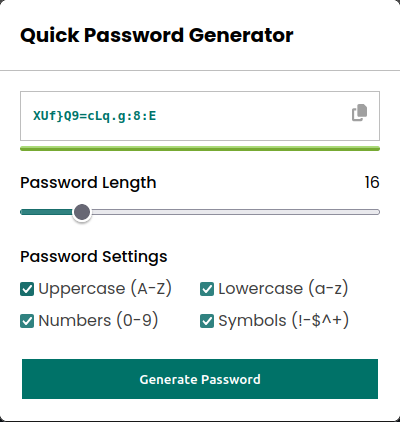 Quick Password Generator
XUf}Q9=cLq.g:8:E
Password Length 16
Password Settings
Uppercase (A-Z) Lowercase (a-z)
Numbers (0-9) Symbols (!-$^+)
Generate Password